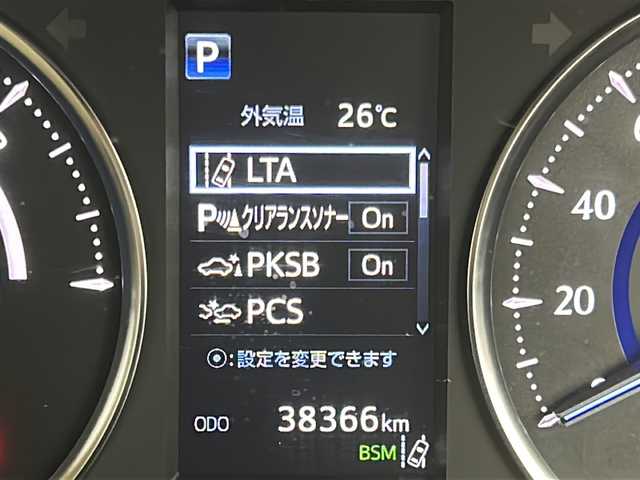 P
外気温 26℃
LTA
P クリアランスソナー On
PKSB On
PCS
⦿:設定を変更できます
ODO 38366km
BSM
40
20